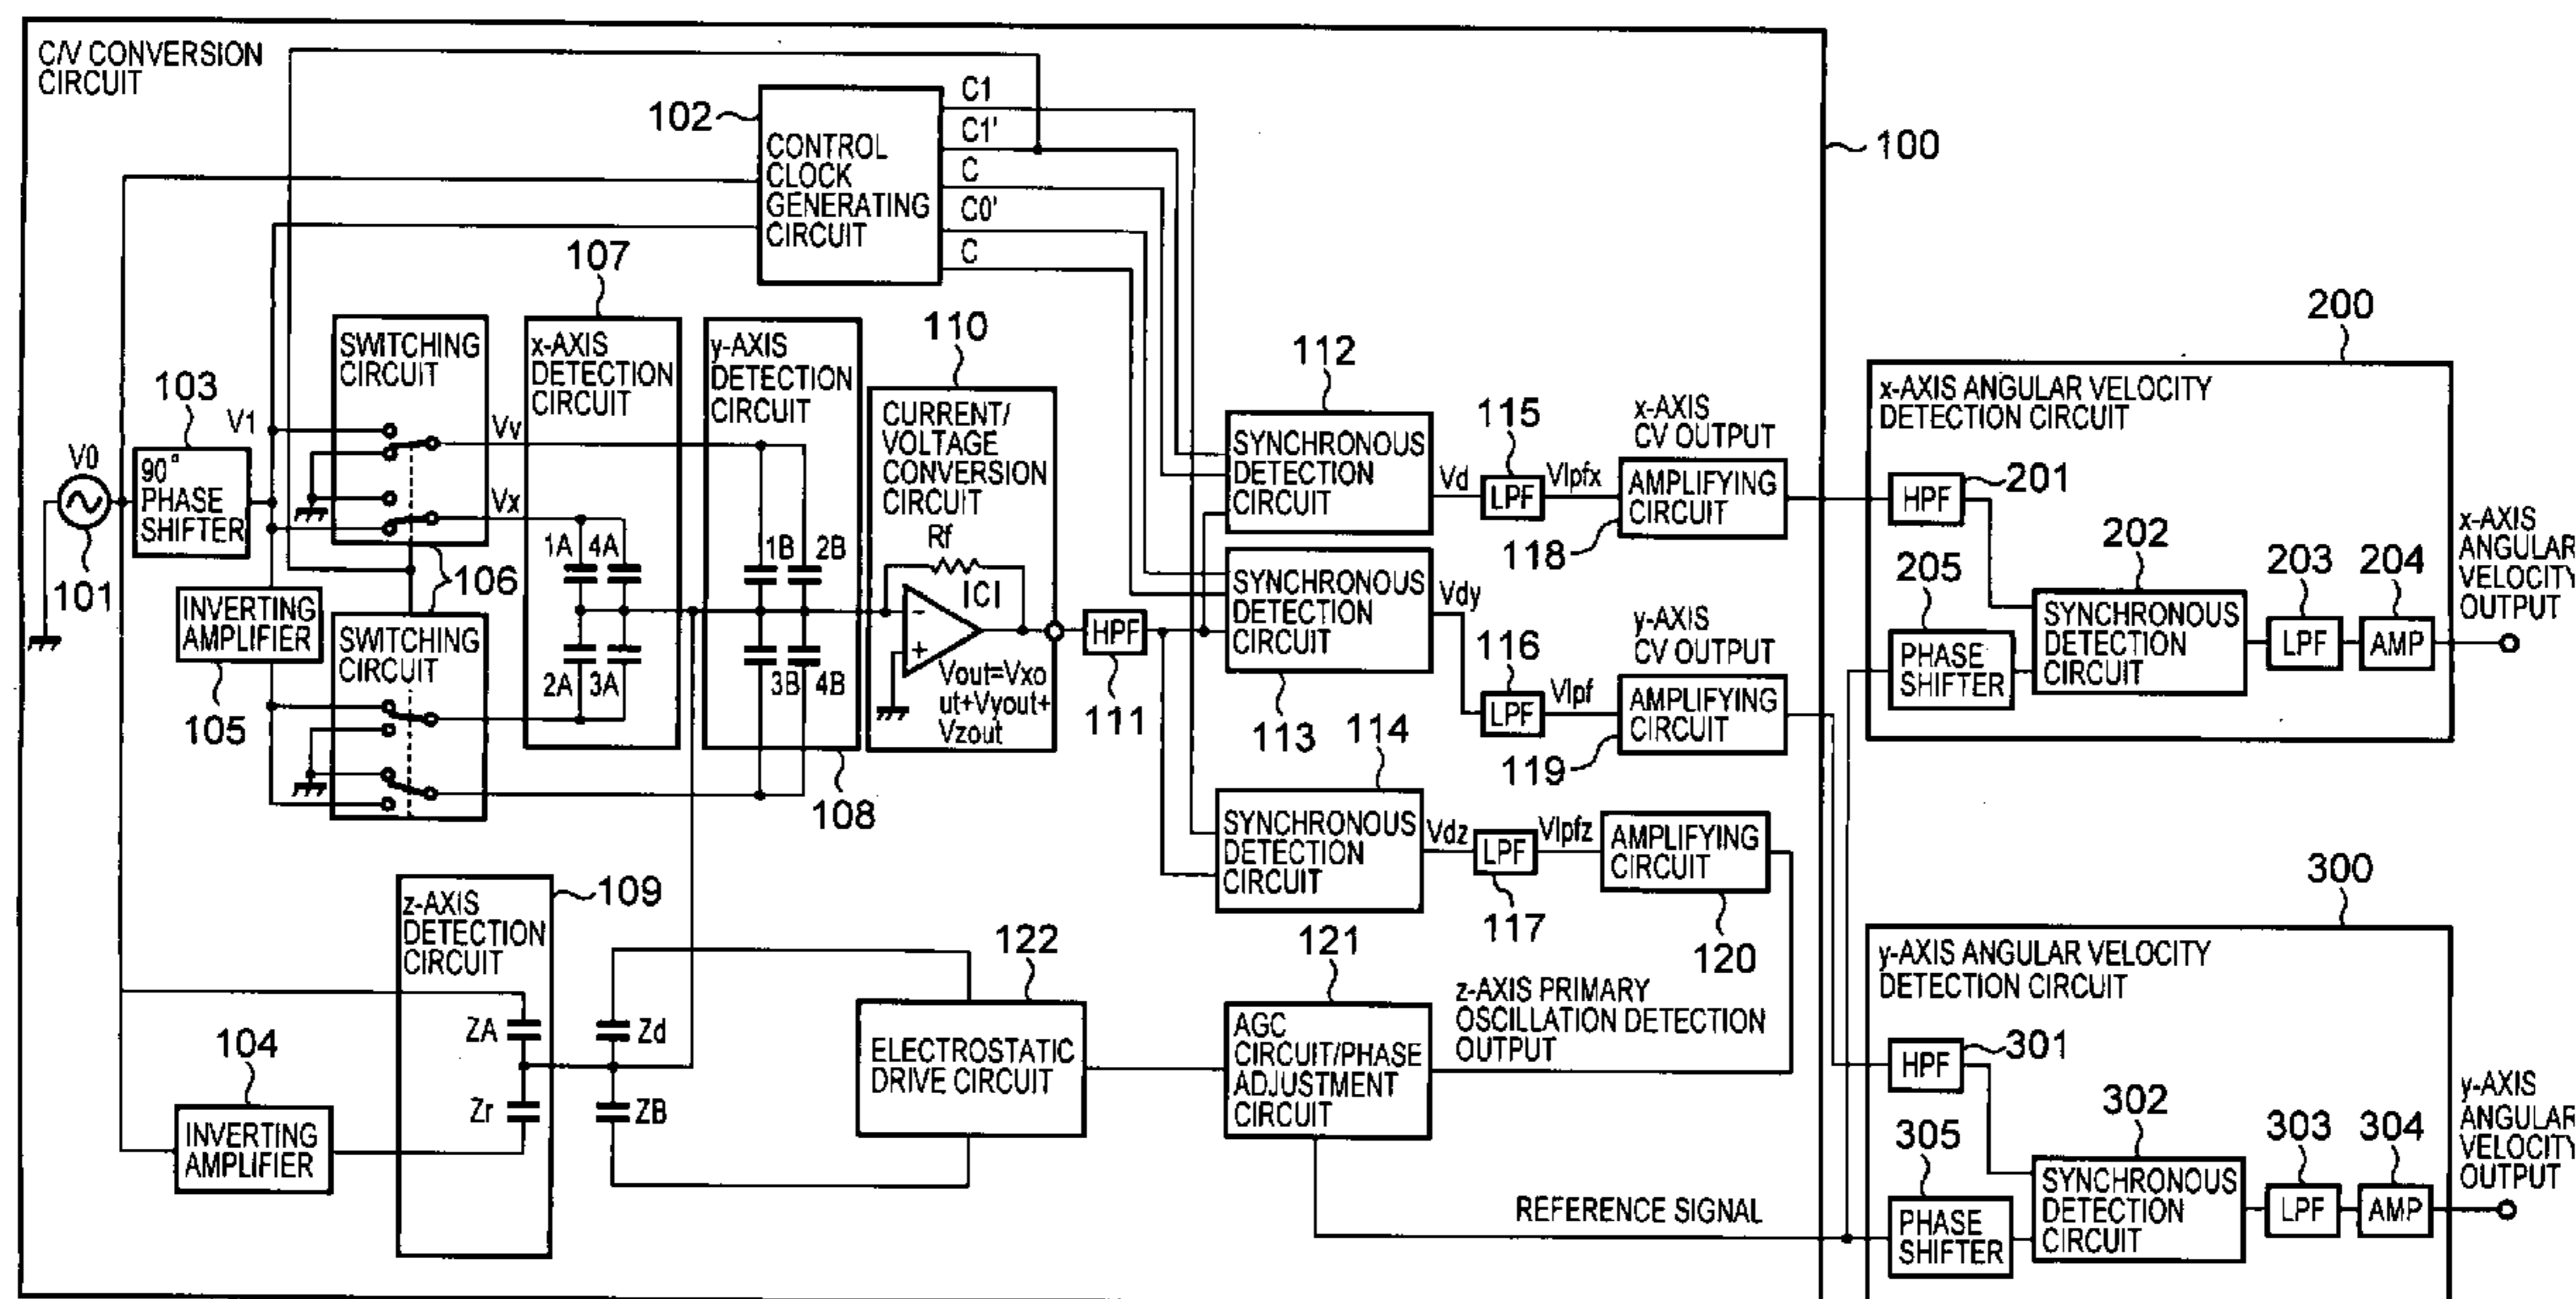 C/V CONVERSION
CIRCUIT
102
CONTROL
CLOCK
GENERATING
CIRCUIT
C1
C1'
C
C0'
C
100
107
103
V1
V0
90°
PHASE
SHIFTER
101
SWITCHING
CIRCUIT
Vv
Vx
106
INVERTING
AMPLIFIER
105
SWITCHING
CIRCUIT
x-AXIS
DETECTION
CIRCUIT
1A 4A
2A 3A
y-AXIS
DETECTION
CIRCUIT
1B 2B
3B 4B
108
110
CURRENT/
VOLTAGE
CONVERSION
CIRCUIT
Rf
IC1
-
+
Vout=Vxo
ut+Vyout+
Vzout
HPF
111
112
SYNCHRONOUS
DETECTION
CIRCUIT
Vd
115
LPF
Vlpfx
x-AXIS
CV OUTPUT
AMPLIFYING
CIRCUIT
118
SYNCHRONOUS
DETECTION
CIRCUIT
113
Vdy
116
LPF
Vlpf
y-AXIS
CV OUTPUT
AMPLIFYING
CIRCUIT
119
114
SYNCHRONOUS
DETECTION
CIRCUIT
Vdz
LPF
117
Vlpfz
AMPLIFYING
CIRCUIT
120
109
z-AXIS
DETECTION
CIRCUIT
ZA
Zr
Zd
ZB
104
INVERTING
AMPLIFIER
122
ELECTROSTATIC
DRIVE CIRCUIT
121
AGC
CIRCUIT/PHASE
ADJUSTMENT
CIRCUIT
z-AXIS PRIMARY
OSCILLATION DETECTION
OUTPUT
REFERENCE SIGNAL
200
x-AXIS ANGULAR VELOCITY
DETECTION CIRCUIT
HPF
201
202
SYNCHRONOUS
DETECTION
CIRCUIT
203
LPF
204
AMP
205
PHASE
SHIFTER
x-AXIS
ANGULAR
VELOCITY
OUTPUT
300
y-AXIS ANGULAR VELOCITY
DETECTION CIRCUIT
HPF
301
302
SYNCHRONOUS
DETECTION
CIRCUIT
303
LPF
304
AMP
305
PHASE
SHIFTER
y-AXIS
ANGULAR
VELOCITY
OUTPUT